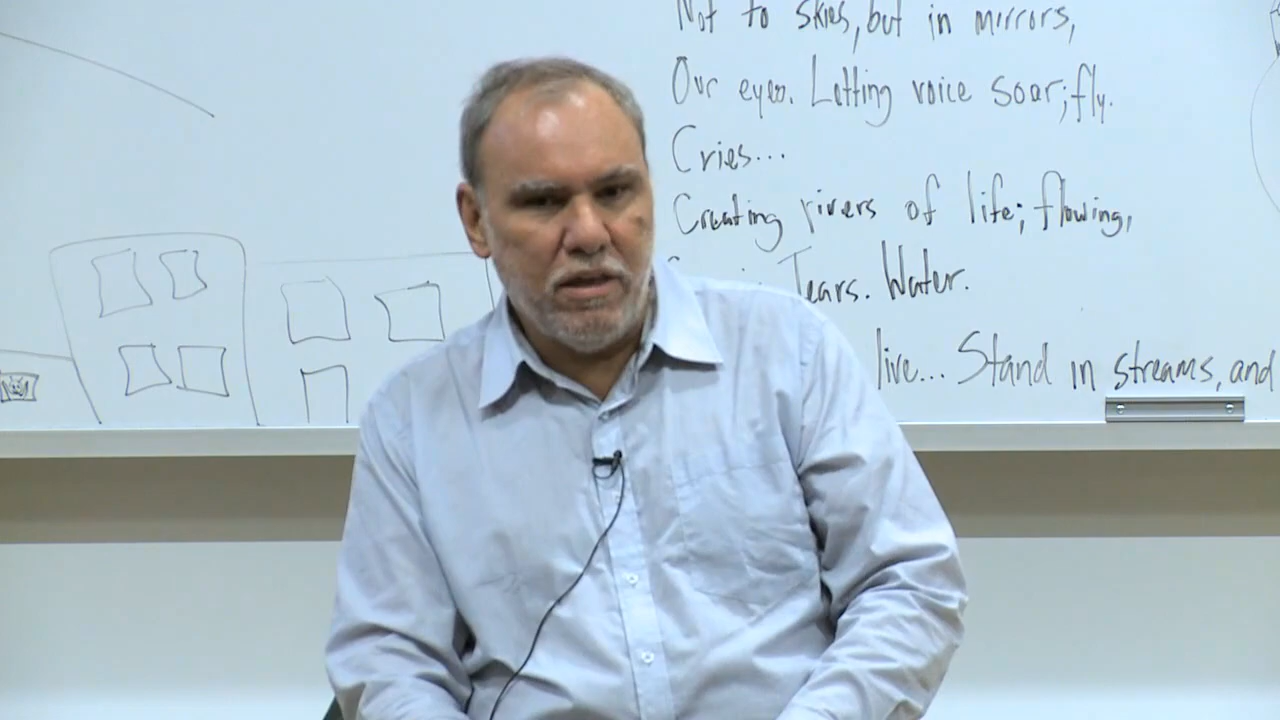 Not to skies, but in mirrors,
Our eyes. Letting voice soar; fly.
Cries...
Creating rivers of life; flowing,
Tears. Water.
live... Stand in streams, and